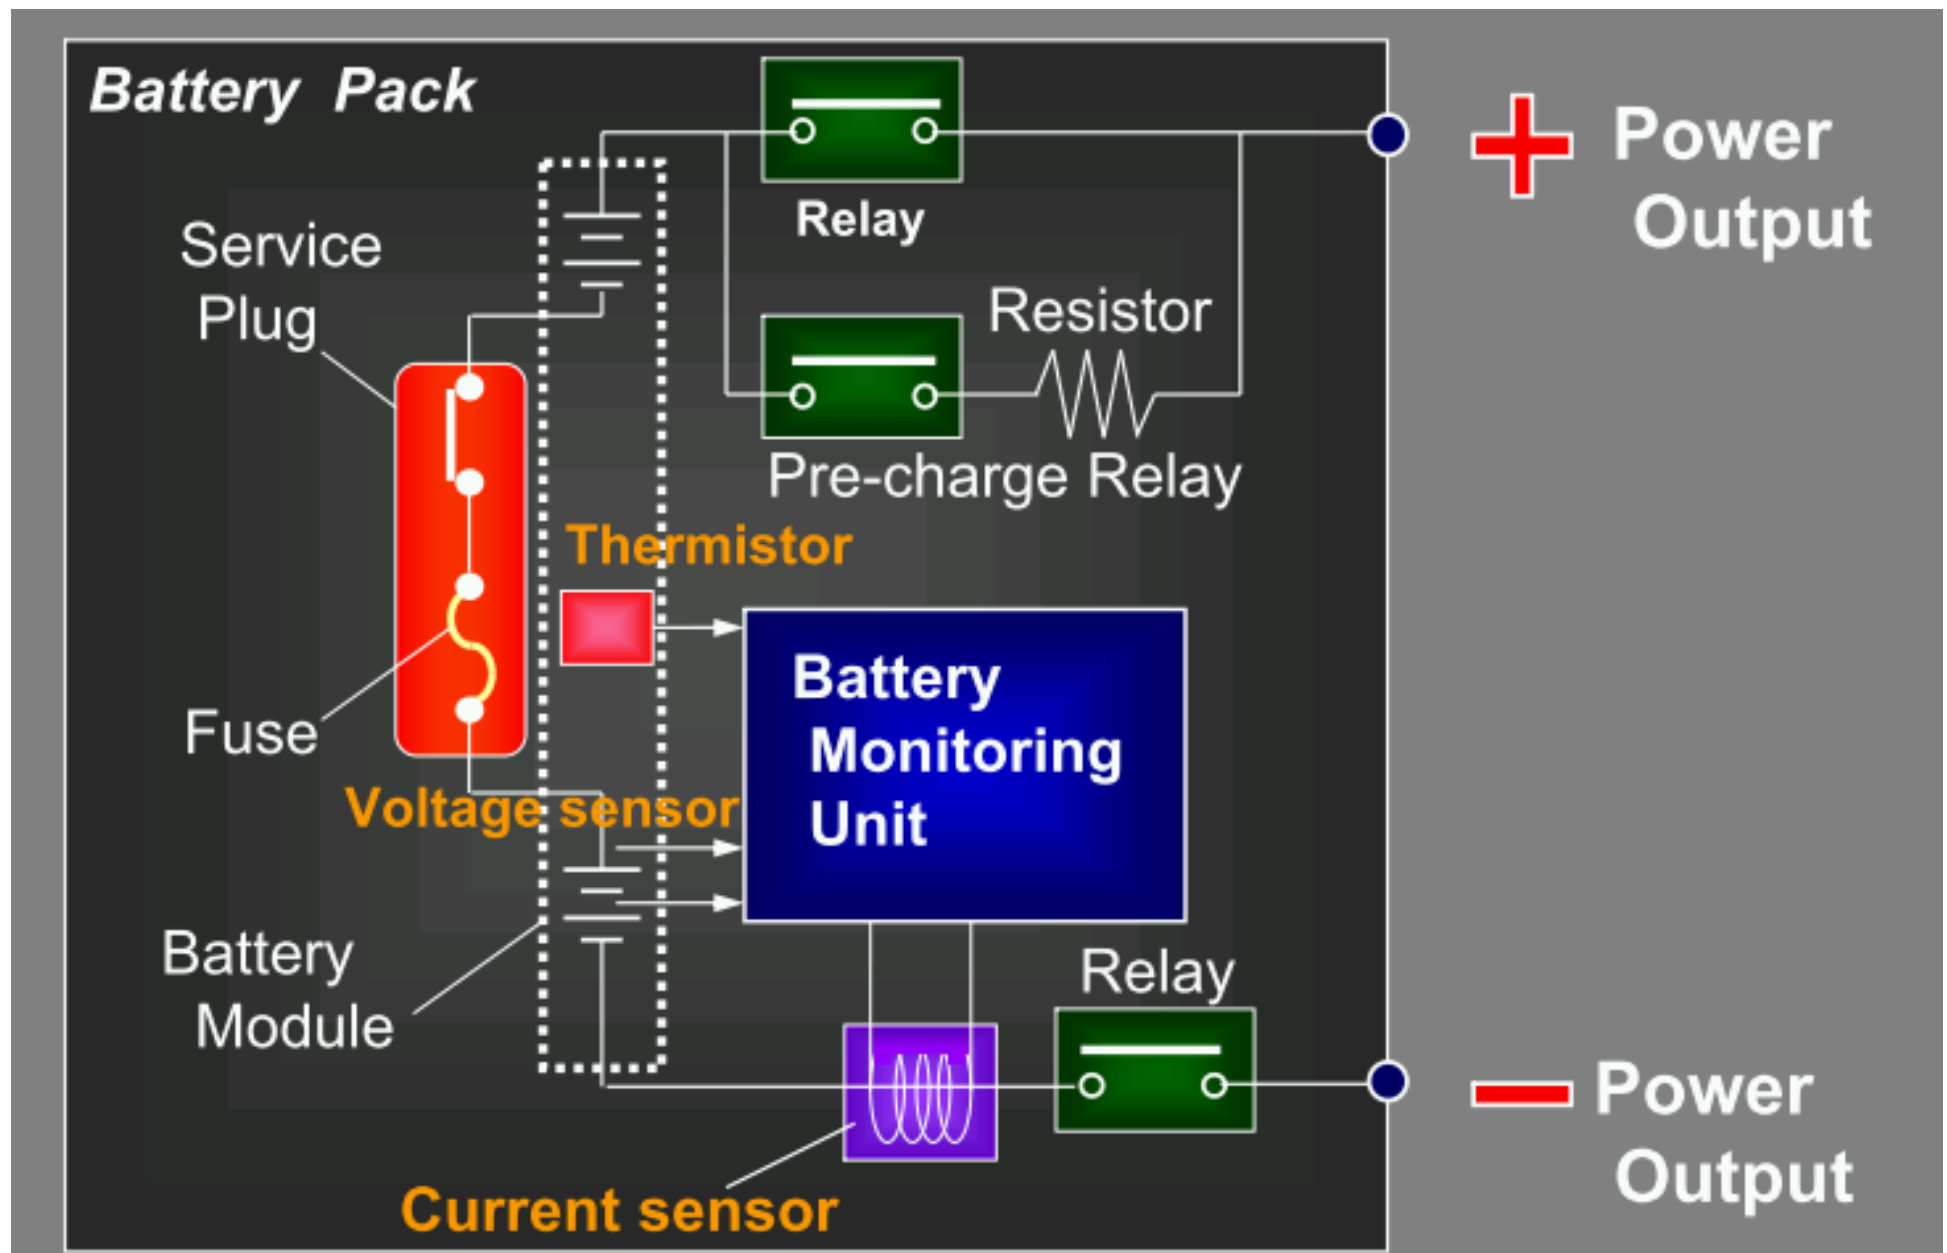 Battery Pack
Power
Output
Relay
Service
Plug
Resistor
Pre-charge Relay
Thermistor
Battery
Monitoring
Unit
Fuse
Voltage sensor
Battery
Module
Relay
Power
Output
Current sensor